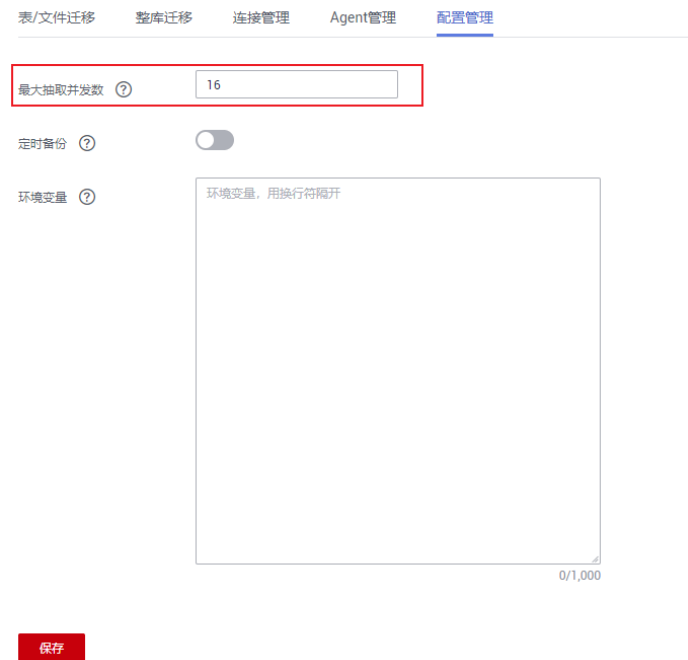 表/文件迁移 整库迁移 连接管理 Agent管理 配置管理
最大抽取并发数 ? 16
定时备份 ?
环境变量 ? 环境变量，用换行符隔开
0/1,000
保存